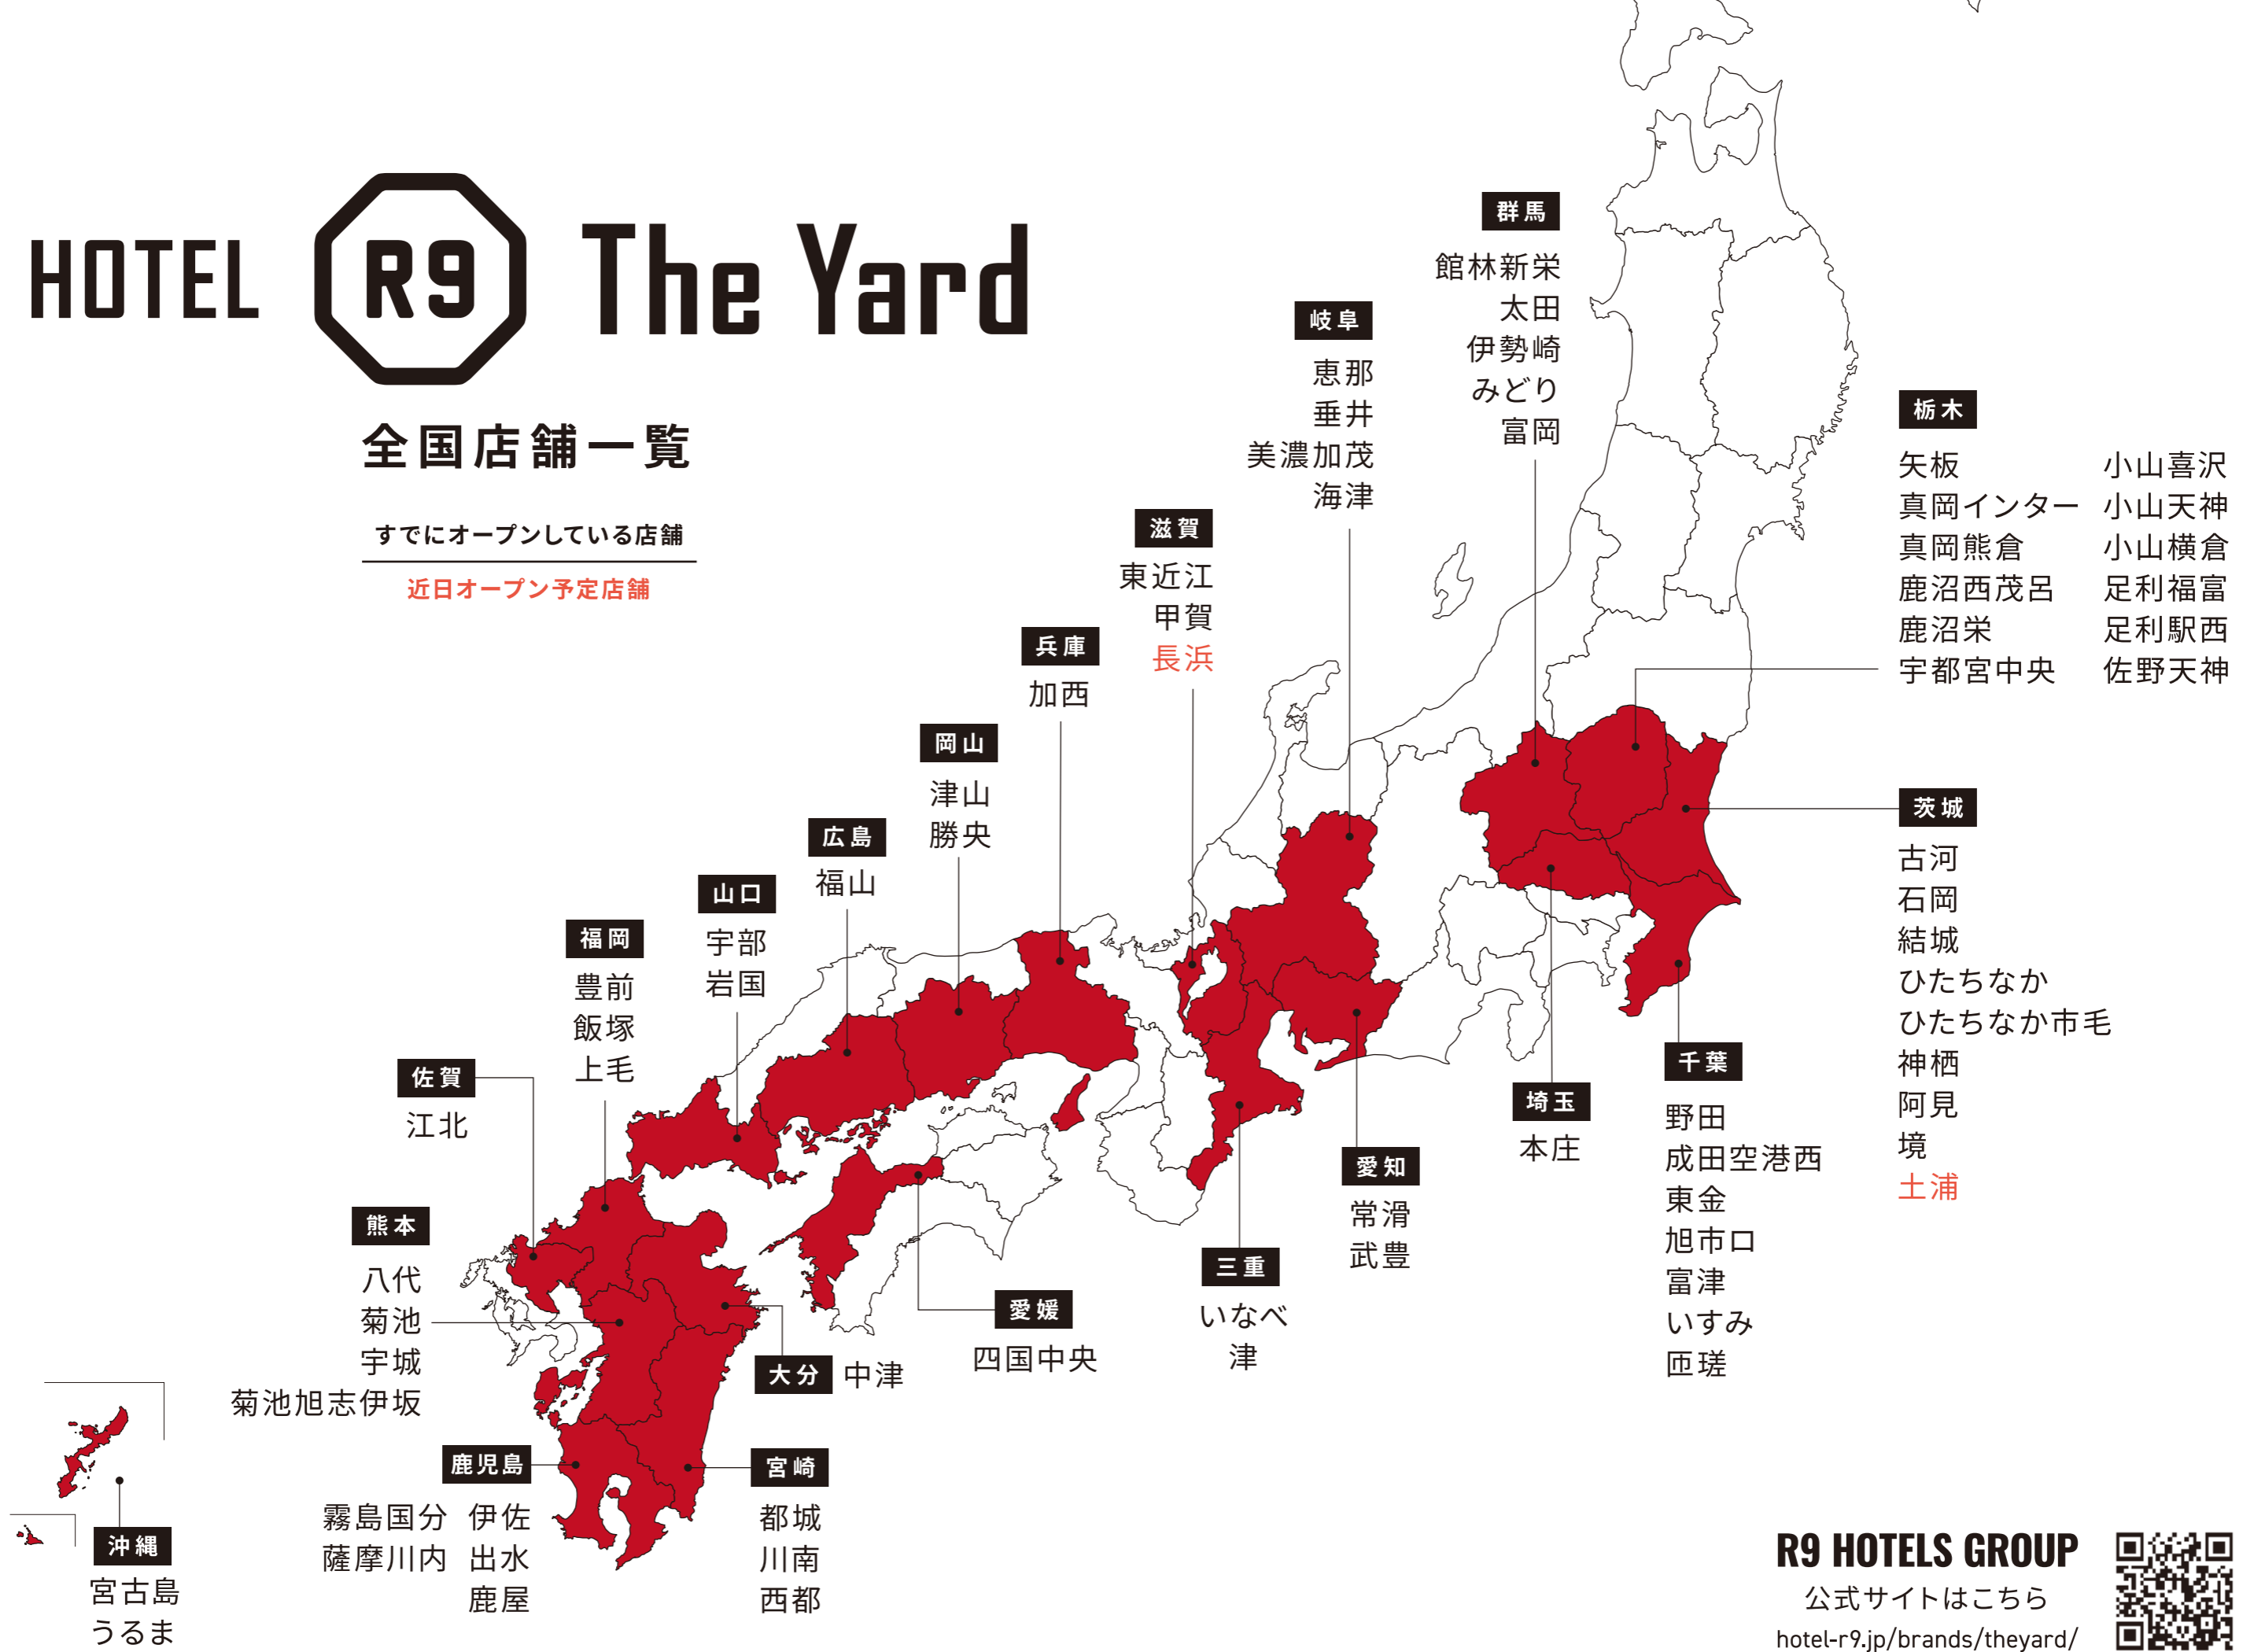 HOTEL R9 The Yard
全国店舗一覧
すでにオープンしている店舗
近日オープン予定店舗
群馬
館林新栄
太田
伊勢崎
みどり
富岡
岐阜
恵那
垂井
美濃加茂
海津
栃木
矢板 小山喜沢
真岡インター 小山天神
真岡熊倉 小山横倉
鹿沼西茂呂 足利福富
鹿沼栄 足利駅西
宇都宮中央 佐野天神
滋賀
東近江
甲賀
長浜
兵庫
加西
岡山
津山
勝央
広島
福山
山口
宇部
岩国
福岡
豊前
飯塚
上毛
佐賀
江北
茨城
古河
石岡
結城
ひたちなか
ひたちなか市毛
神栖
阿見
境
土浦
千葉
野田
成田空港西
東金
旭市口
富津
いすみ
匝瑳
埼玉
本庄
愛知
常滑
武豊
三重
いなべ
津
愛媛
四国中央
熊本
八代
菊池
宇城
菊池旭志伊坂
大分 中津
鹿児島
霧島国分 伊佐
薩摩川内 出水
鹿屋
宮崎
都城
川南
西都
沖縄
宮古島
うるま
R9 HOTELS GROUP
公式サイトはこちら
hotel-r9.jp/brands/theyard/